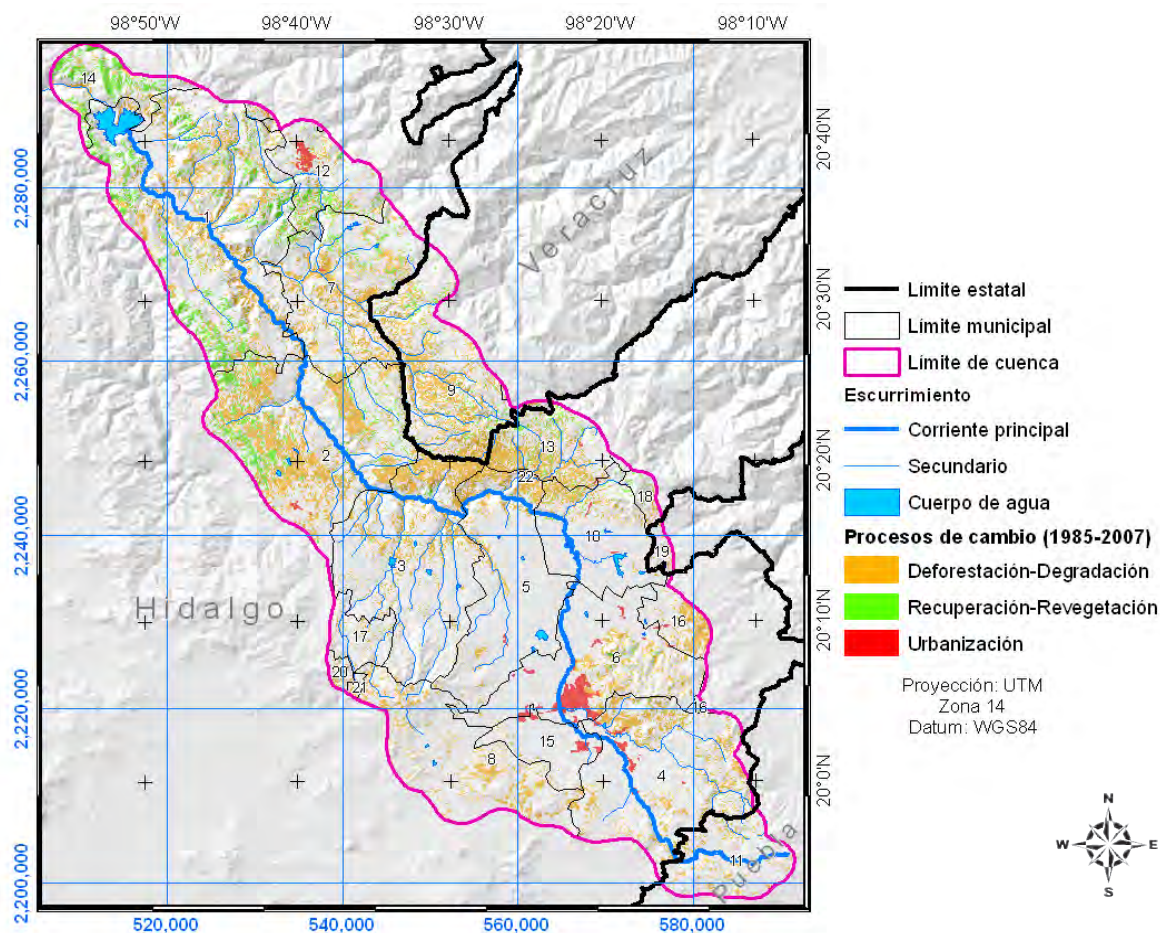 98°50'W 98°40'W 98°30'W 98°20'W 98°10'W
20°40'N
20°30'N
20°20'N
20°10'N
20°0'N
2,280,000
2,260,000
2,240,000
2,220,000
2,200,000
520,000 540,000 560,000 580,000
Veracruz
Hidalgo
Puebla
14
12
1
7
9
13
2
22
18
18
19
3
5
17
16
6
20
21
16
15
8
4
11
Límite estatal
Límite municipal
Límite de cuenca
Escurrimiento
Corriente principal
Secundario
Cuerpo de agua
Procesos de cambio (1985-2007)
Deforestación-Degradación
Recuperación-Revegetación
Urbanización
Proyección: UTM
Zona 14
Datum: WGS84
N
W E
S